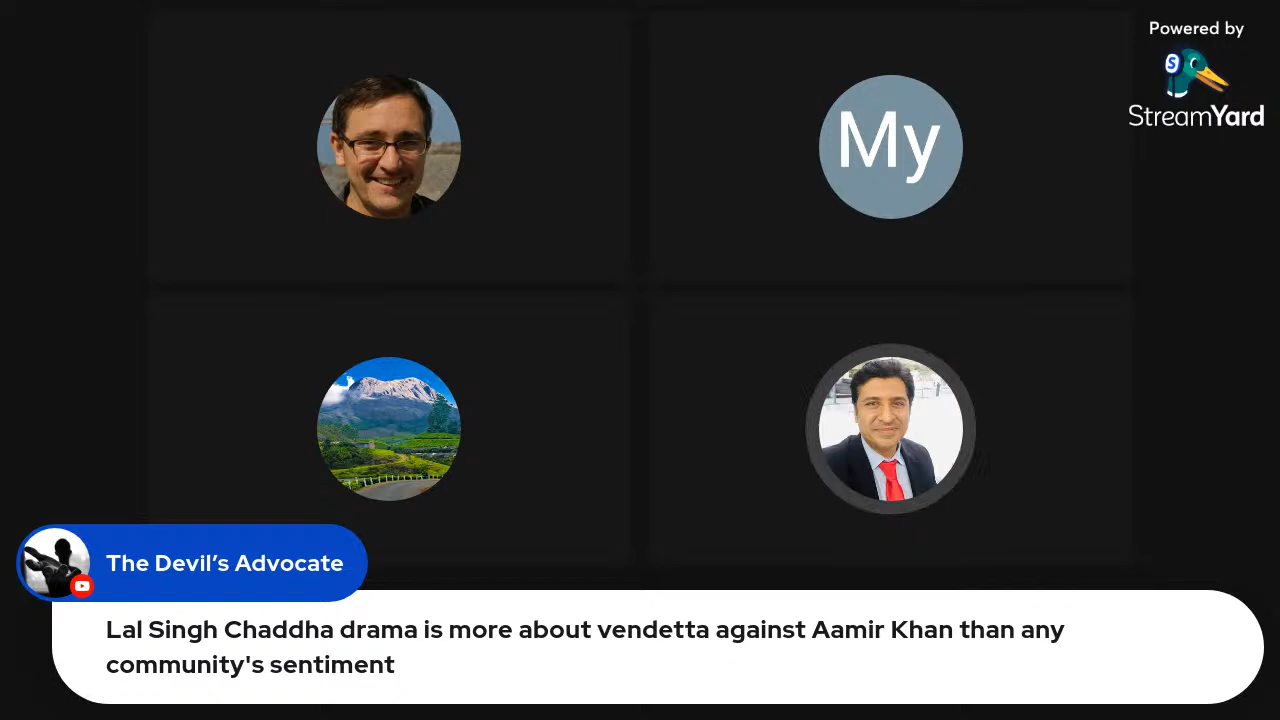 Powered by
StreamYard
My
The Devil’s Advocate
Lal Singh Chaddha drama is more about vendetta against Aamir Khan than any
community's sentiment